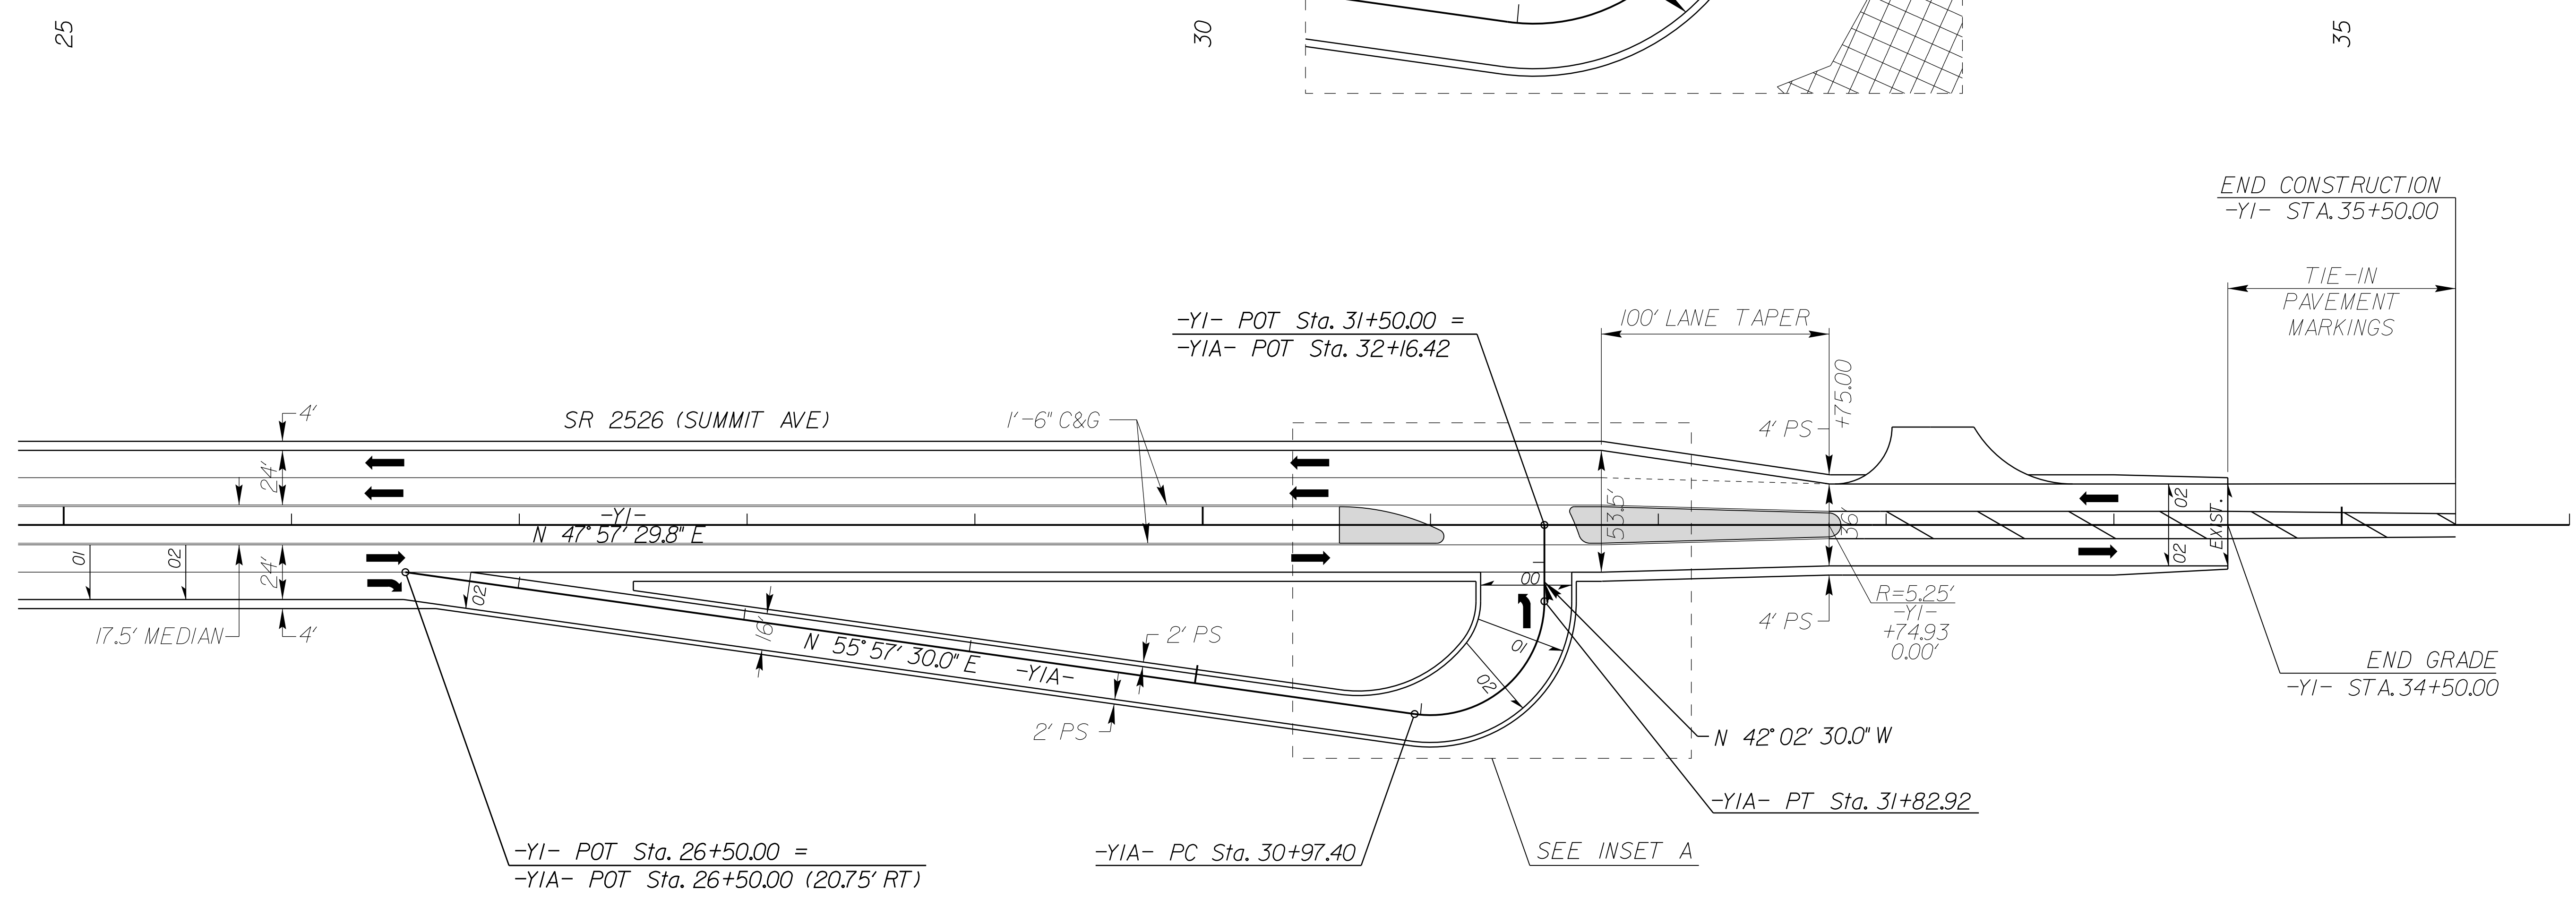 25
30
35
END CONSTRUCTION
-Y1- STA. 35+50.00
TIE-IN
PAVEMENT
MARKINGS
-Y1- POT Sta. 31+50.00 =
-Y1A- POT Sta. 32+16.42
100' LANE TAPER
+75.00
4' PS
4'
SR 2526 (SUMMIT AVE)
1'-6" C&G
24'
53.5'
36'
02
02
EXIST.
-Y1-
N 47° 57' 29.8" E
01
02
24'
17.5' MEDIAN
4'
02
16'
N 55° 57' 30.0" E
-Y1A-
2' PS
2' PS
00
01
02
4' PS
R=5.25'
-Y1-
+74.93
0.00'
END GRADE
-Y1- STA. 34+50.00
N 42° 02' 30.0" W
-Y1A- PT Sta. 31+82.92
-Y1- POT Sta. 26+50.00 =
-Y1A- POT Sta. 26+50.00 (20.75' RT)
-Y1A- PC Sta. 30+97.40
SEE INSET A